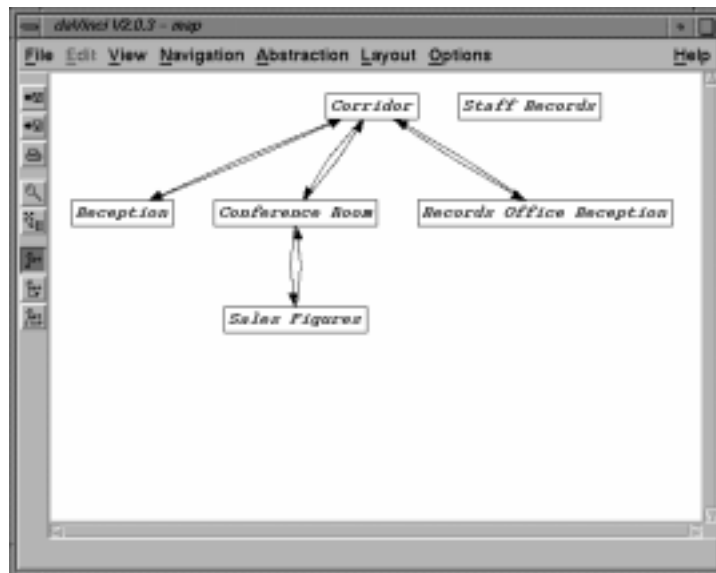 daVinci V2.0.3 - map
File Edit View Navigation Abstraction Layout Options Help
Corridor Staff Records
Reception Conference Room Records Office Reception
Sales Figures